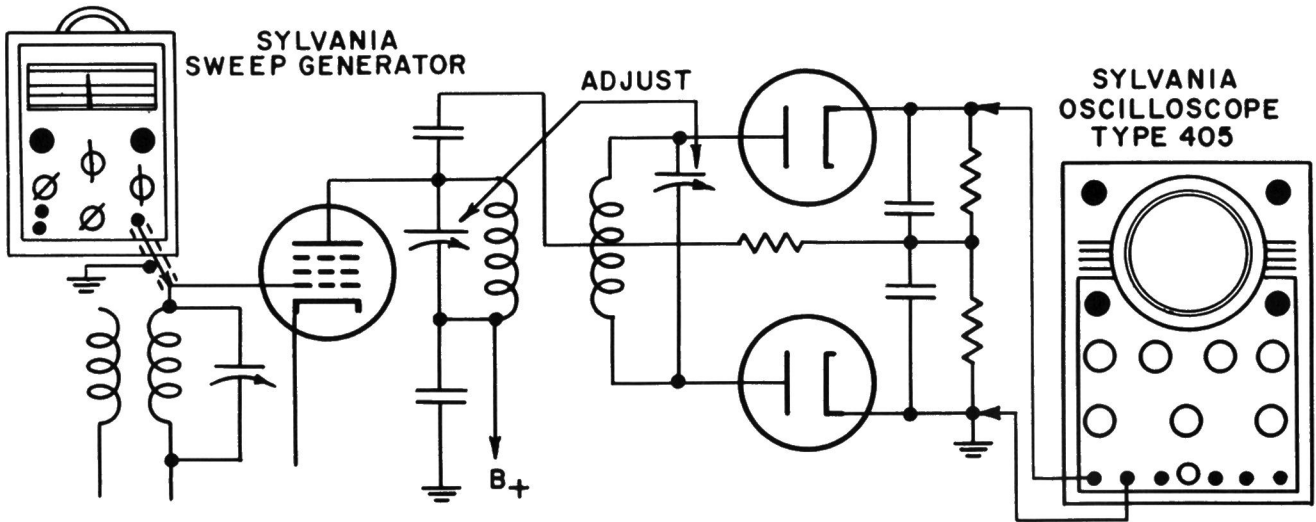 SYLVANIA
SWEEP GENERATOR
ADJUST
SYLVANIA
OSCILLOSCOPE
TYPE 405
B+